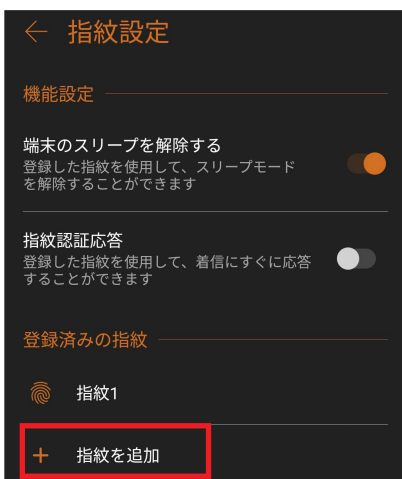 指紋設定
機能設定
端末のスリープを解除する
登録した指紋を使用して、スリープモード
を解除することができます
指紋認証応答
登録した指紋を使用して、着信にすぐに応答
することができます
登録済みの指紋
指紋1
指紋を追加